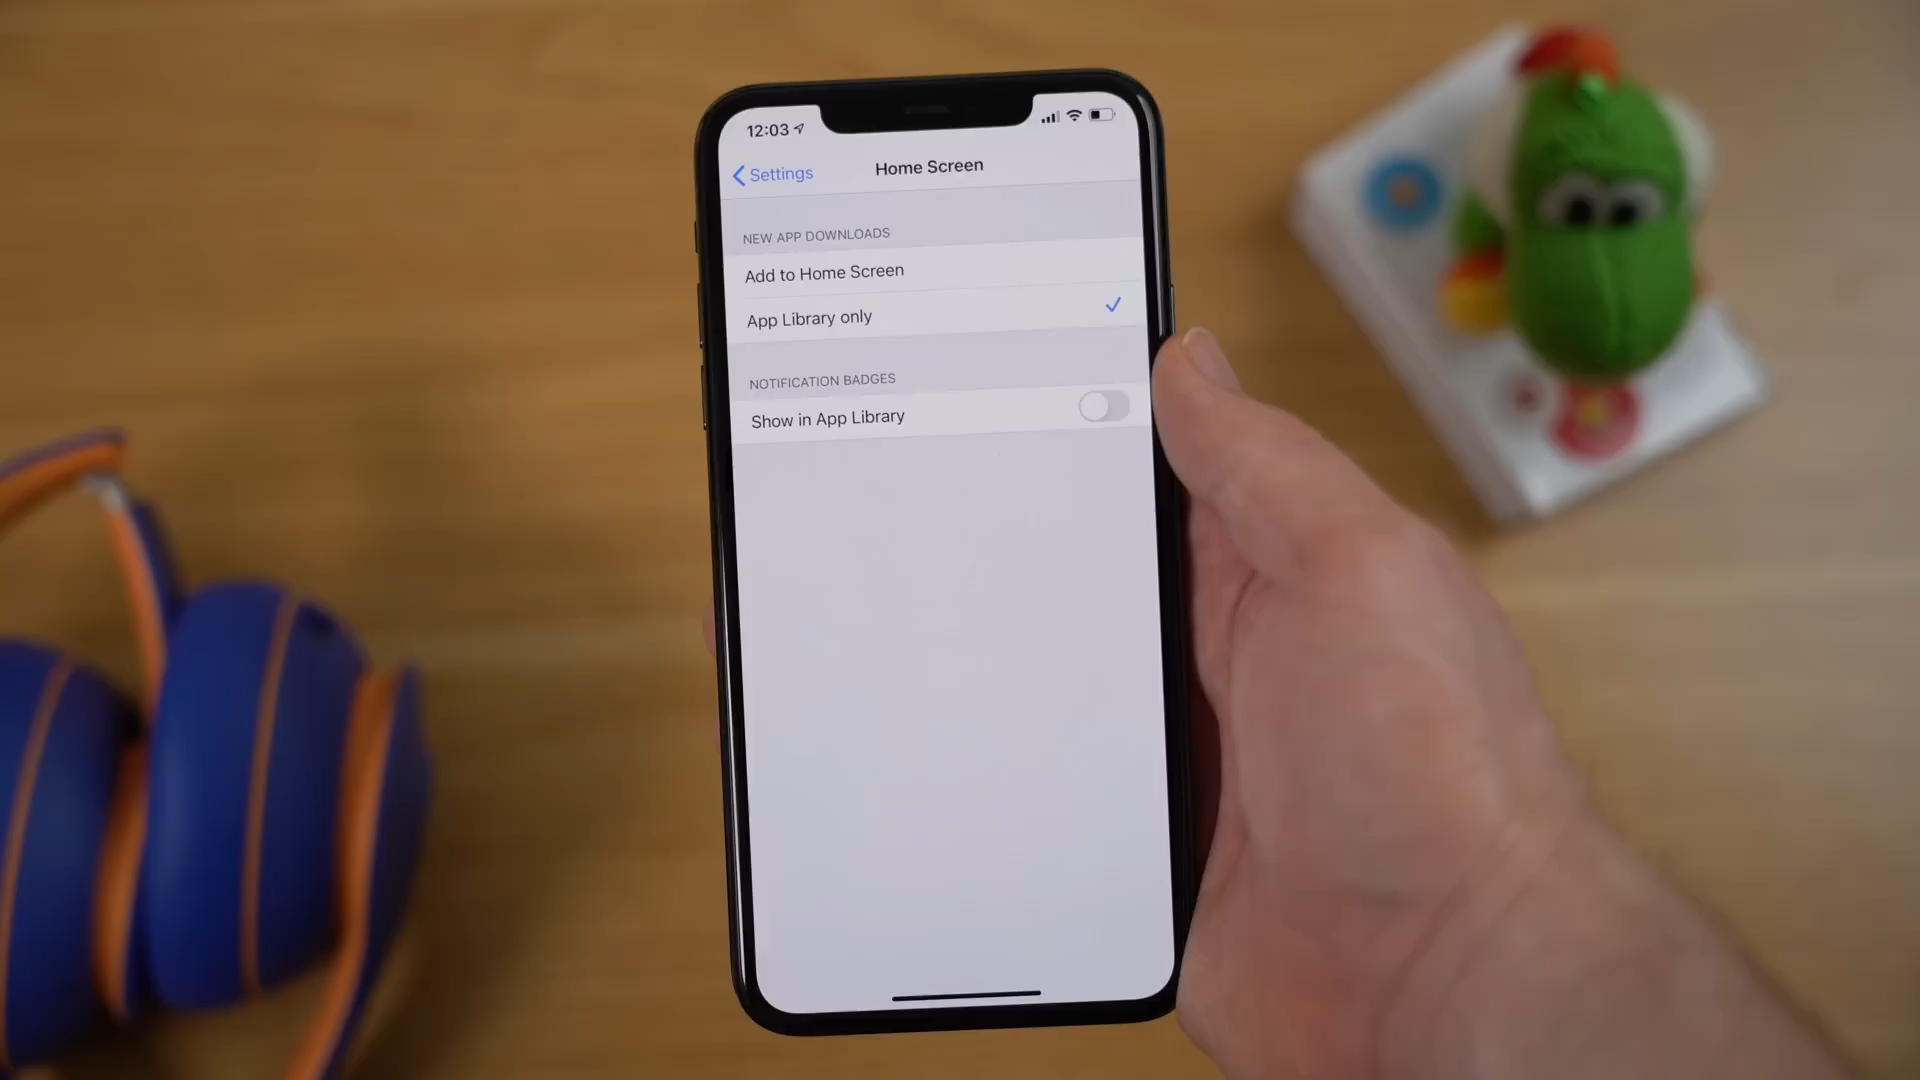 12:03
Settings
Home Screen
NEW APP DOWNLOADS
Add to Home Screen
App Library only
NOTIFICATION BADGES
Show in App Library